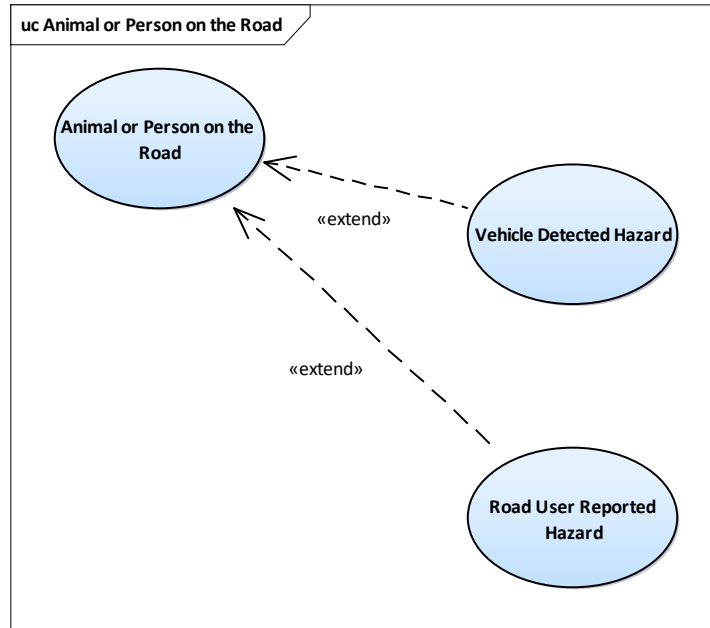 uc Animal or Person on the Road
Animal or Person on the
Road
«extend»
Vehicle Detected Hazard
«extend»
Road User Reported
Hazard